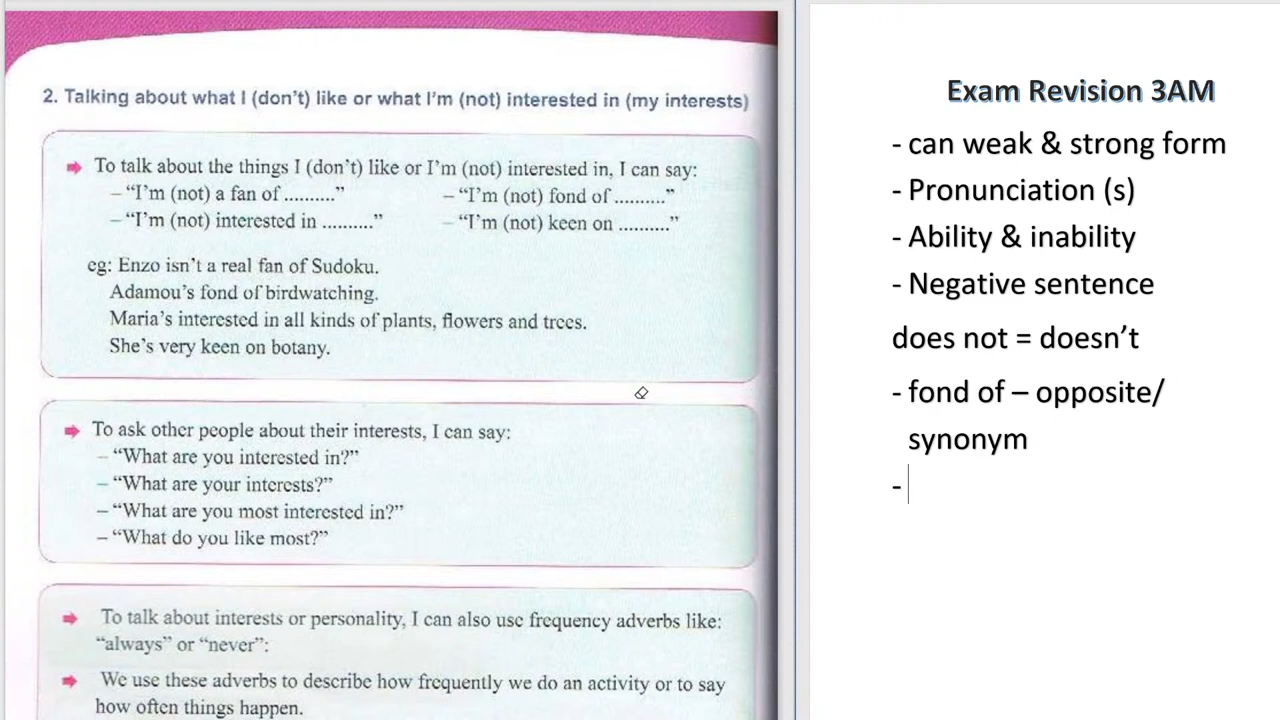 2. Talking about what I (don't) like or what I'm (not) interested in (my interests)
To talk about the things I (don't) like or I'm (not) interested in, I can say:
– “I'm (not) a fan of ..........” – “I'm (not) fond of ..........”
– “I'm (not) interested in ..........” – “I'm (not) keen on ..........”
eg: Enzo isn't a real fan of Sudoku.
Adamou's fond of birdwatching.
Maria's interested in all kinds of plants, flowers and trees.
She's very keen on botany.
To ask other people about their interests, I can say:
– “What are you interested in?”
– “What are your interests?”
– “What are you most interested in?”
– “What do you like most?”
To talk about interests or personality, I can also use frequency adverbs like:
“always” or “never”:
We use these adverbs to describe how frequently we do an activity or to say
how often things happen.
Exam Revision 3AM
- can weak & strong form
- Pronunciation (s)
- Ability & inability
- Negative sentence
does not = doesn't
- fond of – opposite/
synonym
-